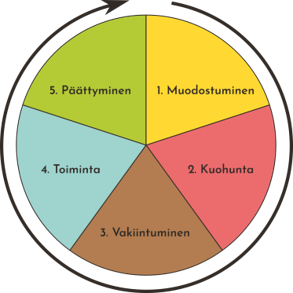 1. Muodostuminen
2. Kuohunta
3. Vakiintuminen
4. Toiminta
5. Päättyminen